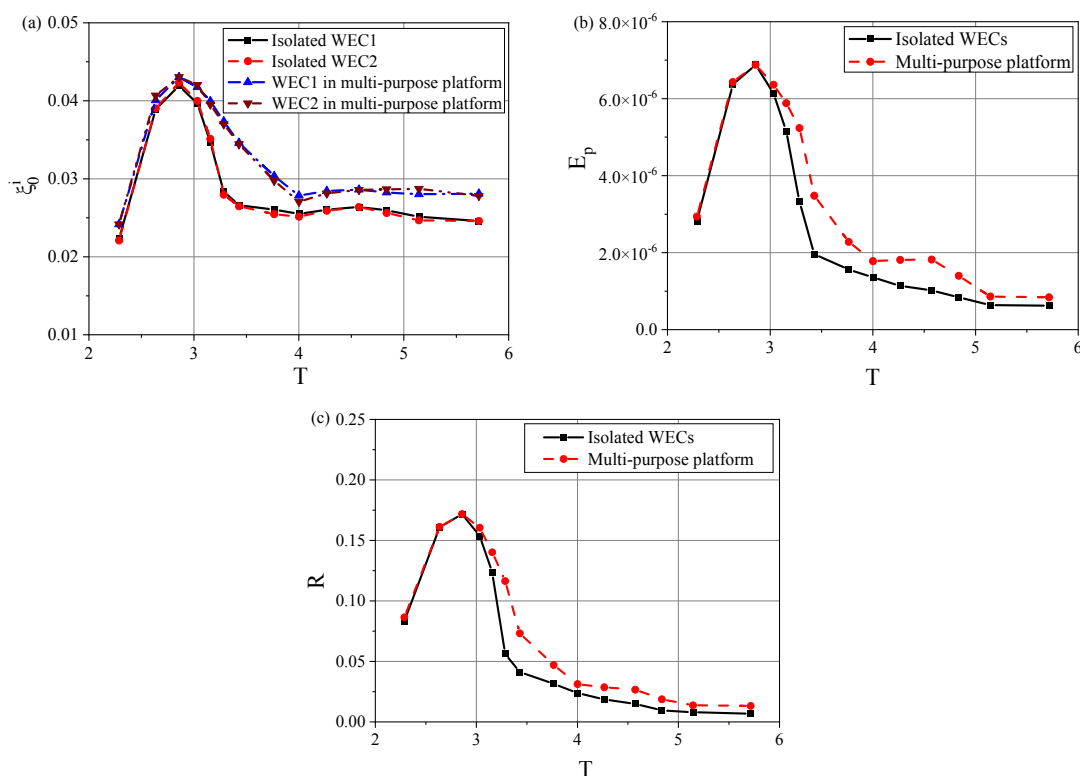 (a)
0.05
0.04
0.03
0.02
0.01
ξ₀ⁱ
Isolated WEC1
Isolated WEC2
WEC1 in multi-purpose platform
WEC2 in multi-purpose platform
2 3 4 5 6
T
(b)
8.0×10⁻⁶
6.0×10⁻⁶
4.0×10⁻⁶
2.0×10⁻⁶
0.0
Eₚ
Isolated WECs
Multi-purpose platform
2 3 4 5 6
T
(c)
0.25
0.20
0.15
0.10
0.05
0.00
R
Isolated WECs
Multi-purpose platform
2 3 4 5 6
T